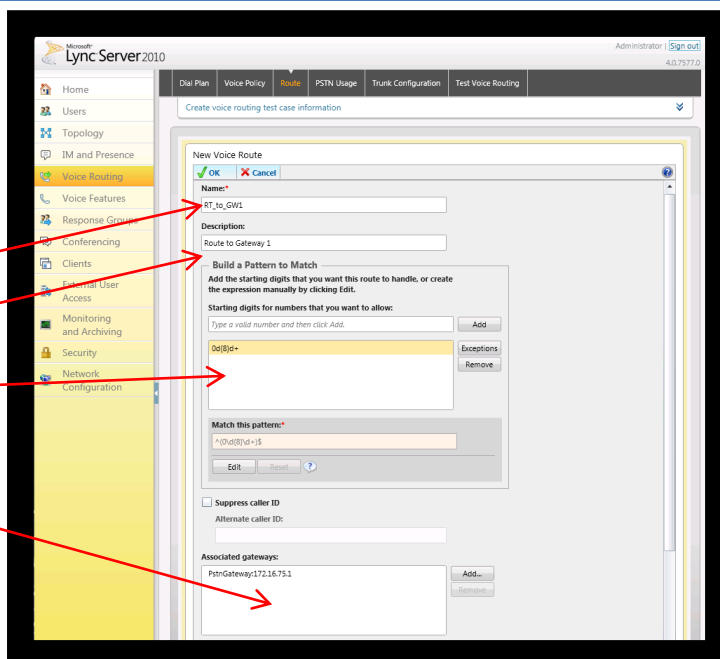 Microsoft
Lync Server 2010
Administrator | Sign out
4.0.7577.0
Home
Users
Topology
IM and Presence
Voice Routing
Voice Features
Response Groups
Conferencing
Clients
External User
Access
Monitoring
and Archiving
Security
Network
Configuration
Dial Plan
Voice Policy
Route
PSTN Usage
Trunk Configuration
Test Voice Routing
Create voice routing test case information
New Voice Route
OK
Cancel
Name:*
RT_to_GW1
Description:
Route to Gateway 1
Build a Pattern to Match
Add the starting digits that you want this route to handle, or create
the expression manually by clicking Edit.
Starting digits for numbers that you want to allow:
Type a valid number and then click Add.
Add
0d{8}d+
Exceptions
Remove
Match this pattern:*
^(0\d{8}\d+)$
Edit
Reset
?
Suppress caller ID
Alternate caller ID:
Associated gateways:
PstnGateway:172.16.75.1
Add...
Remove